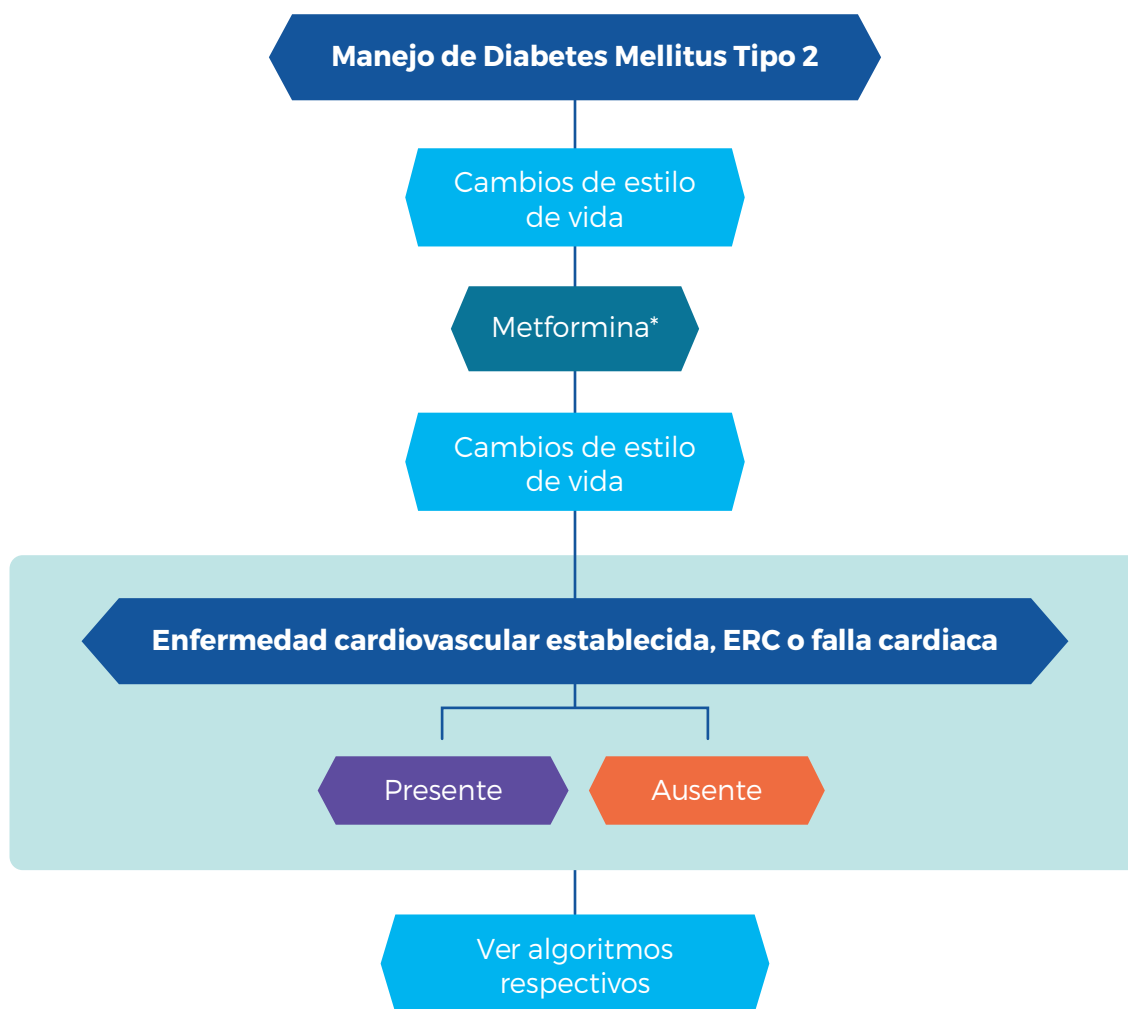 Manejo de Diabetes Mellitus Tipo 2
Cambios de estilo
de vida
Metformina*
Cambios de estilo
de vida
Enfermedad cardiovascular establecida, ERC o falla cardiaca
Presente
Ausente
Ver algoritmos
respectivos